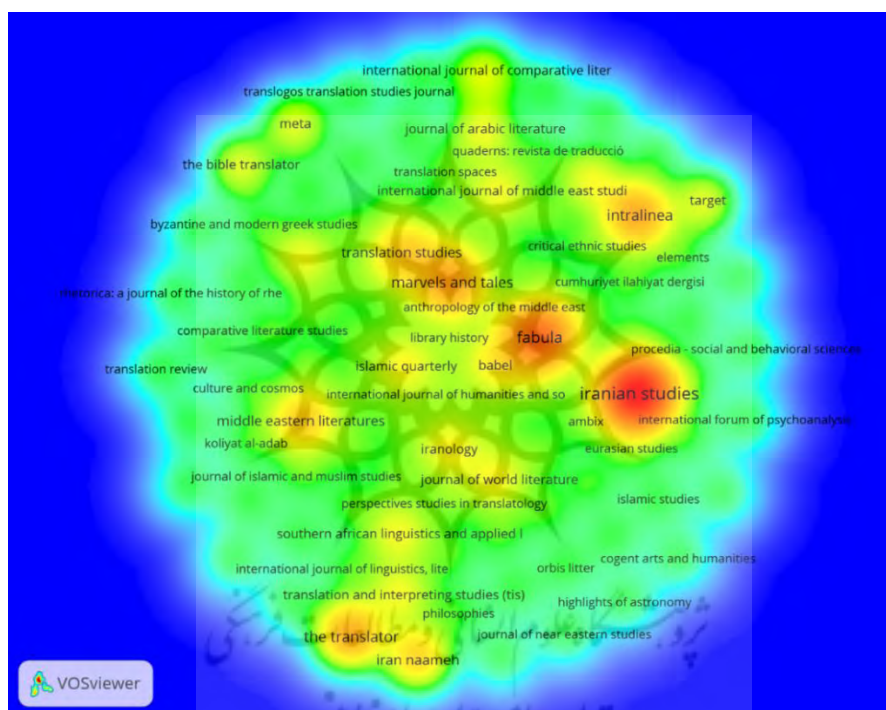 international journal of comparative liter
translogos translation studies journal
meta
journal of arabic literature
quaderns: revista de traducció
the bible translator
translation spaces
international journal of middle east studi
target
intralinea
byzantine and modern greek studies
critical ethnic studies
translation studies
elements
marvels and tales
cumhuriyet ilahiyat dergisi
rhetorica: a journal of the history of rhe
anthropology of the middle east
comparative literature studies
library history
fabula
procedia - social and behavioral sciences
translation review
islamic quarterly
babel
culture and cosmos
international journal of humanities and so
iranian studies
middle eastern literatures
ambix
international forum of psychoanalysis
koliyat al-adab
iranology
eurasian studies
journal of islamic and muslim studies
journal of world literature
islamic studies
perspectives studies in translatology
southern african linguistics and applied l
cogent arts and humanities
international journal of linguistics, lite
orbis litter
translation and interpreting studies (tis)
highlights of astronomy
philosophies
the translator
journal of near eastern studies
iran naameh
VOSviewer